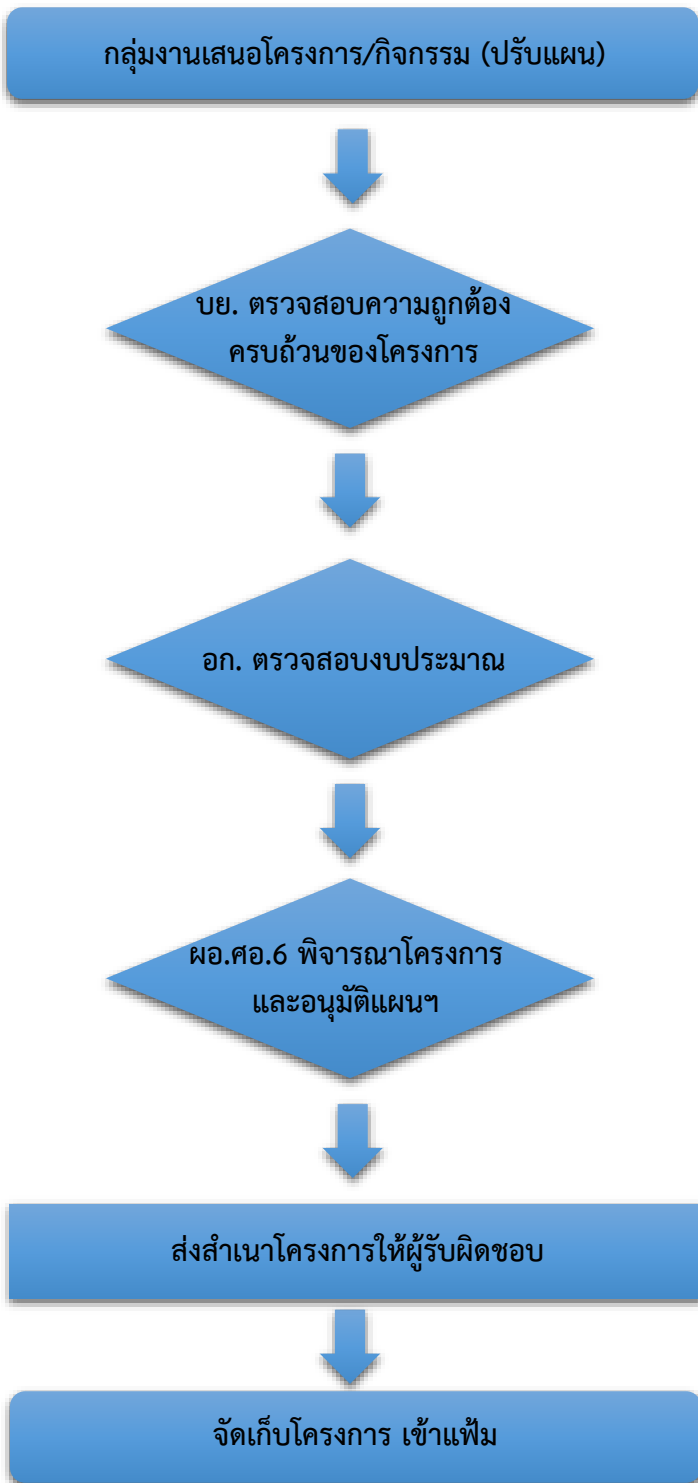 กลุ่มงานเสนอโครงการ/กิจกรรม (ปรับแผน)
บย. ตรวจสอบความถูกต้อง
ครบถ้วนของโครงการ
อก. ตรวจสอบงบประมาณ
ผอ.ศอ.6 พิจารณาโครงการ
และอนุมัติแผนฯ
ส่งสำเนาโครงการให้ผู้รับผิดชอบ
จัดเก็บโครงการ เข้าแฟ้ม